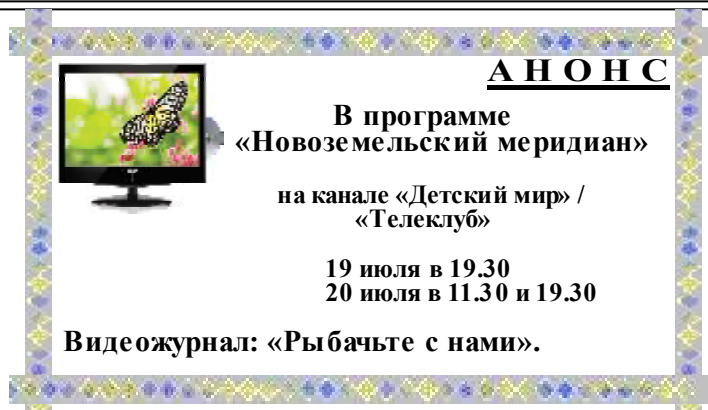 АНОНС
В программе
«Новоземельский меридиан»
на канале «Детский мир» /
«Телеклуб»
19 июля в 19.30
20 июля в 11.30 и 19.30
Видеожурнал: «Рыбачьте с нами».